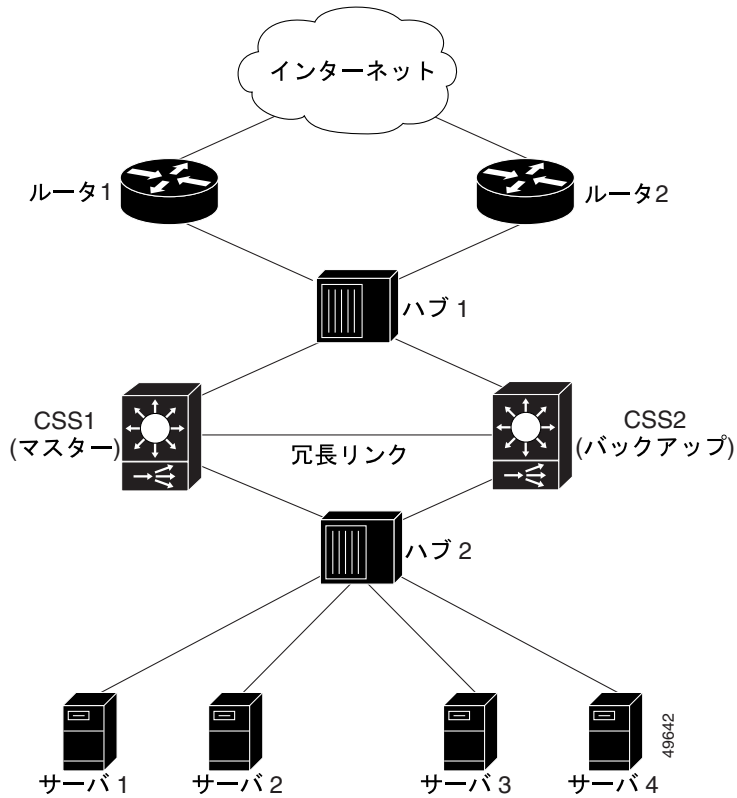 インターネット
ルータ1
ルータ2
ハブ 1
CSS1
(マスター)
CSS2
(バックアップ)
冗長リンク
ハブ 2
サーバ 1
サーバ 2
サーバ 3
サーバ 4
49642